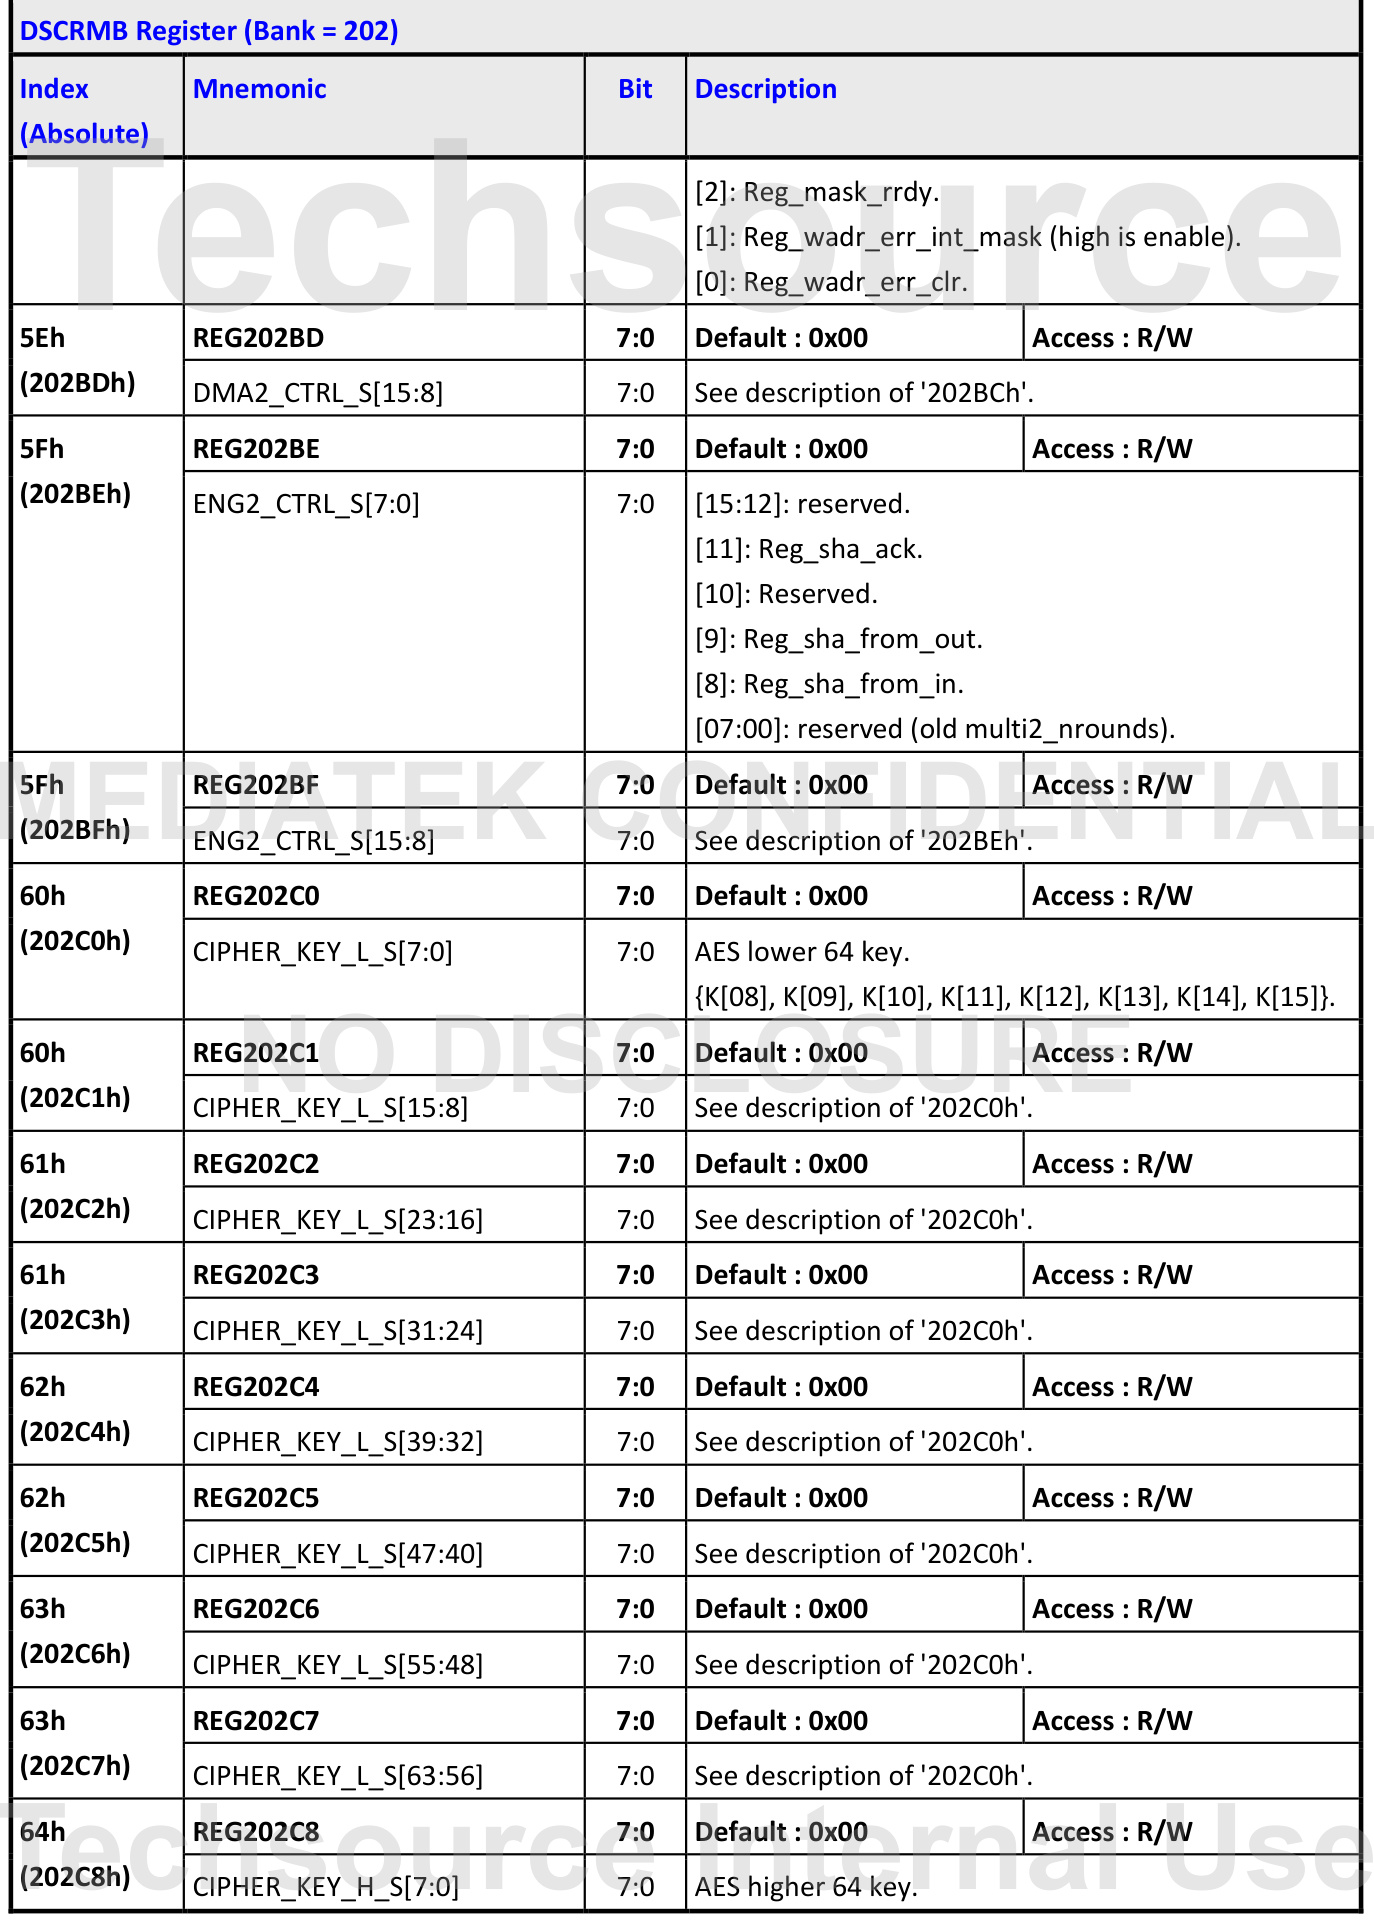 DSCRMB Register (Bank = 202)
Index
(Absolute)
Mnemonic
Bit
Description
[2]: Reg_mask_rrdy.
[1]: Reg_wadr_err_int_mask (high is enable).
[0]: Reg_wadr_err_clr.
Techsource
5Eh
(202BDh)
REG202BD 7:0 Default : 0x00 Access : R/W
DMA2_CTRL_S[15:8] 7:0 See description of '202BCh'.
5Fh
(202BEh)
REG202BE 7:0 Default : 0x00 Access : R/W
ENG2_CTRL_S[7:0] 7:0 [15:12]: reserved.
[11]: Reg_sha_ack.
[10]: Reserved.
[9]: Reg_sha_from_out.
[8]: Reg_sha_from_in.
[07:00]: reserved (old multi2_nrounds).
MEDIATEK CONFIDENTIAL
5Fh
(202BFh)
REG202BF 7:0 Default : 0x00 Access : R/W
ENG2_CTRL_S[15:8] 7:0 See description of '202BEh'.
60h
(202C0h)
REG202C0 7:0 Default : 0x00 Access : R/W
CIPHER_KEY_L_S[7:0] 7:0 AES lower 64 key.
{K[08], K[09], K[10], K[11], K[12], K[13], K[14], K[15]}.
NO DISCLOSURE
60h
(202C1h)
REG202C1 7:0 Default : 0x00 Access : R/W
CIPHER_KEY_L_S[15:8] 7:0 See description of '202C0h'.
61h
(202C2h)
REG202C2 7:0 Default : 0x00 Access : R/W
CIPHER_KEY_L_S[23:16] 7:0 See description of '202C0h'.
61h
(202C3h)
REG202C3 7:0 Default : 0x00 Access : R/W
CIPHER_KEY_L_S[31:24] 7:0 See description of '202C0h'.
62h
(202C4h)
REG202C4 7:0 Default : 0x00 Access : R/W
CIPHER_KEY_L_S[39:32] 7:0 See description of '202C0h'.
62h
(202C5h)
REG202C5 7:0 Default : 0x00 Access : R/W
CIPHER_KEY_L_S[47:40] 7:0 See description of '202C0h'.
63h
(202C6h)
REG202C6 7:0 Default : 0x00 Access : R/W
CIPHER_KEY_L_S[55:48] 7:0 See description of '202C0h'.
63h
(202C7h)
REG202C7 7:0 Default : 0x00 Access : R/W
CIPHER_KEY_L_S[63:56] 7:0 See description of '202C0h'.
64h
(202C8h)
REG202C8 7:0 Default : 0x00 Access : R/W
CIPHER_KEY_H_S[7:0] 7:0 AES higher 64 key.
Techsource Internal Use